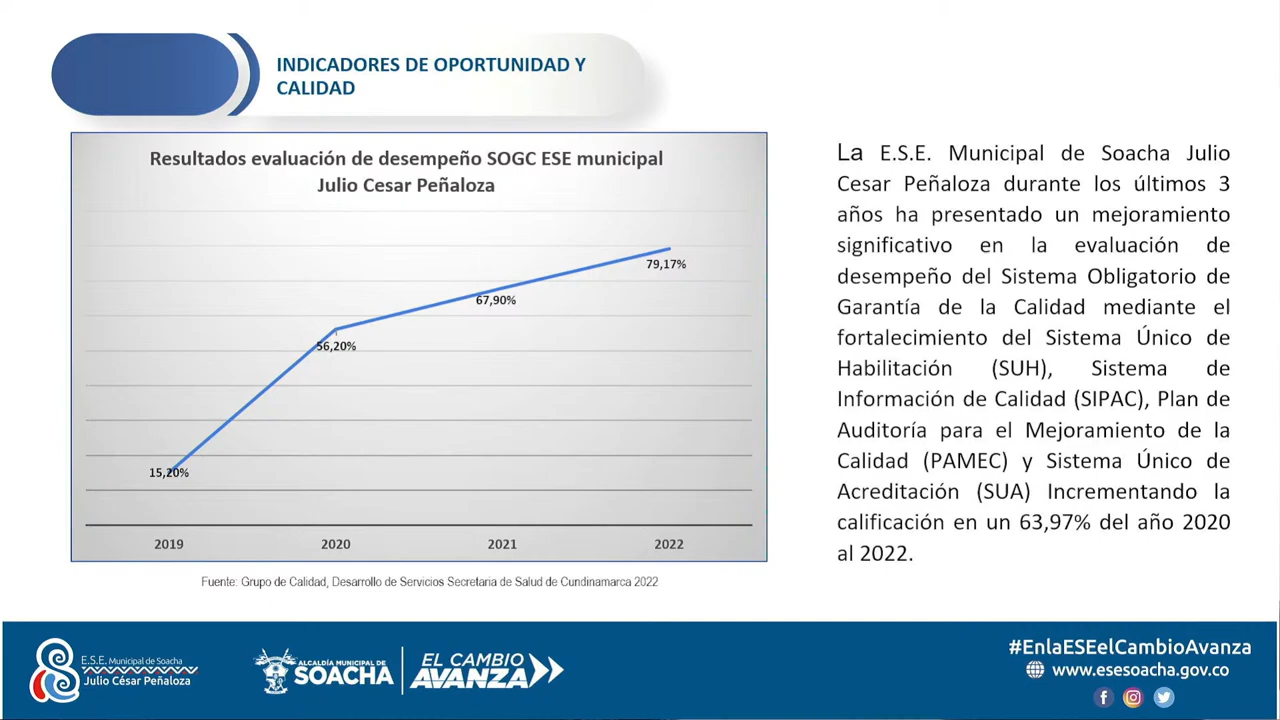 INDICADORES DE OPORTUNIDAD Y
CALIDAD
Resultados evaluación de desempeño SOGC ESE municipal
Julio Cesar Peñaloza
79,17%
67,90%
56,20%
15,20%
2019
2020
2021
2022
Fuente: Grupo de Calidad, Desarrollo de Servicios Secretaria de Salud de Cundinamarca 2022
La E.S.E. Municipal de Soacha Julio
Cesar Peñaloza durante los últimos 3
años ha presentado un mejoramiento
significativo en la evaluación de
desempeño del Sistema Obligatorio de
Garantía de la Calidad mediante el
fortalecimiento del Sistema Único de
Habilitación (SUH), Sistema de
Información de Calidad (SIPAC), Plan de
Auditoría para el Mejoramiento de la
Calidad (PAMEC) y Sistema Único de
Acreditación (SUA) Incrementando la
calificación en un 63,97% del año 2020
al 2022.
E.S.E. Municipal de Soacha
Julio César Peñaloza
ALCALDÍA MUNICIPAL DE
SOACHA
EL CAMBIO
AVANZA
#EnlaESEelCambioAvanza
www.esesoacha.gov.co